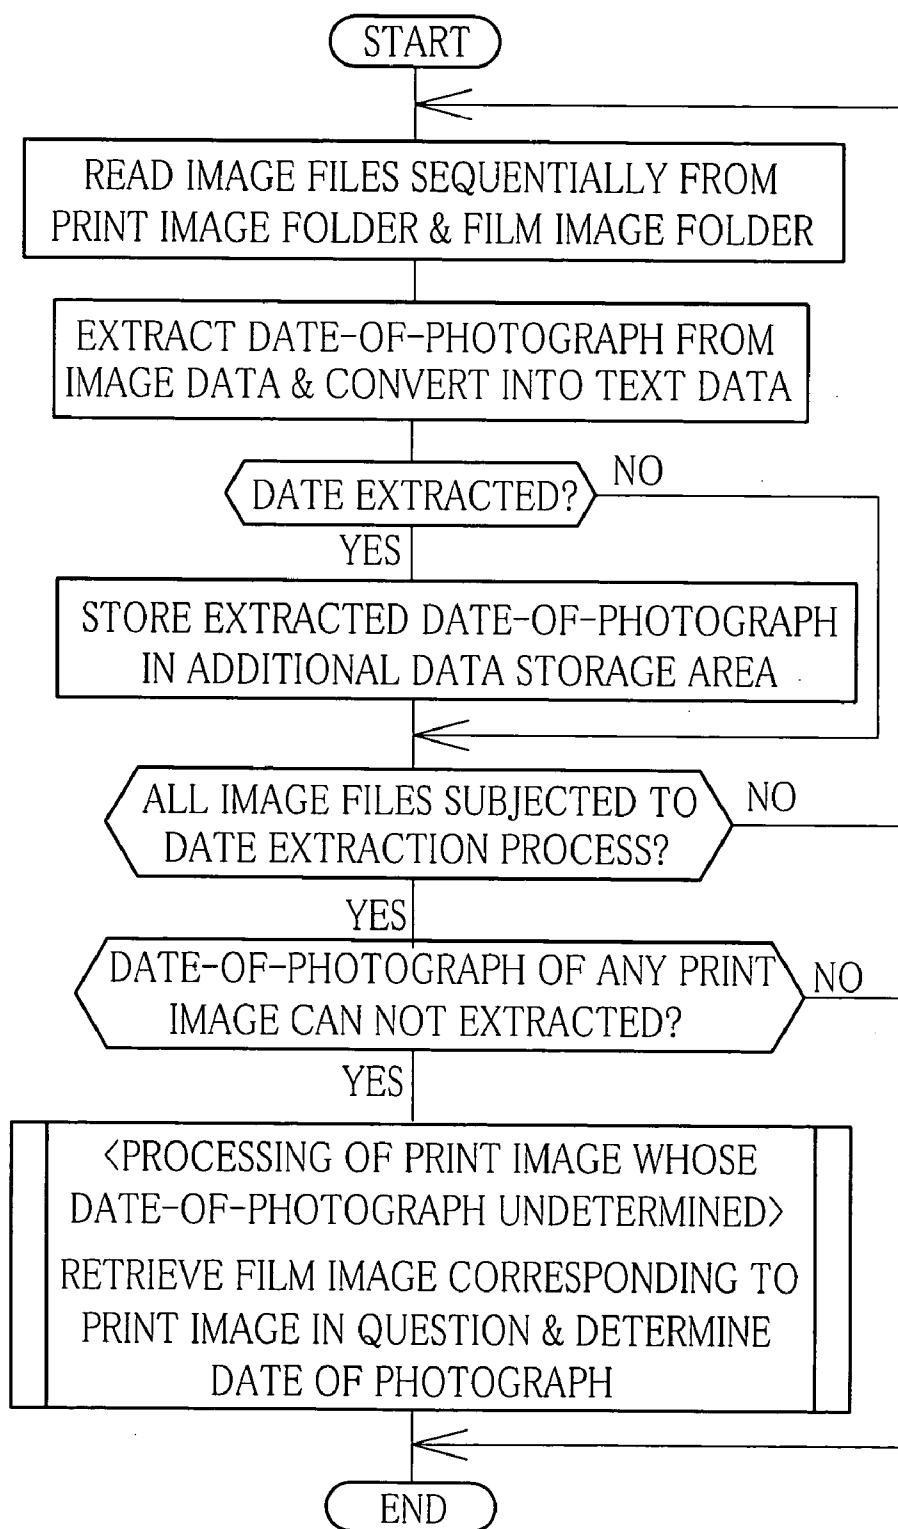 START
READ IMAGE FILES SEQUENTIALLY FROM
PRINT IMAGE FOLDER & FILM IMAGE FOLDER
EXTRACT DATE-OF-PHOTOGRAPH FROM
IMAGE DATA & CONVERT INTO TEXT DATA
DATE EXTRACTED?
NO
YES
STORE EXTRACTED DATE-OF-PHOTOGRAPH
IN ADDITIONAL DATA STORAGE AREA
ALL IMAGE FILES SUBJECTED TO
DATE EXTRACTION PROCESS?
NO
YES
DATE-OF-PHOTOGRAPH OF ANY PRINT
IMAGE CAN NOT EXTRACTED?
NO
YES
<PROCESSING OF PRINT IMAGE WHOSE
DATE-OF-PHOTOGRAPH UNDETERMINED>
RETRIEVE FILM IMAGE CORRESPONDING TO
PRINT IMAGE IN QUESTION & DETERMINE
DATE OF PHOTOGRAPH
END